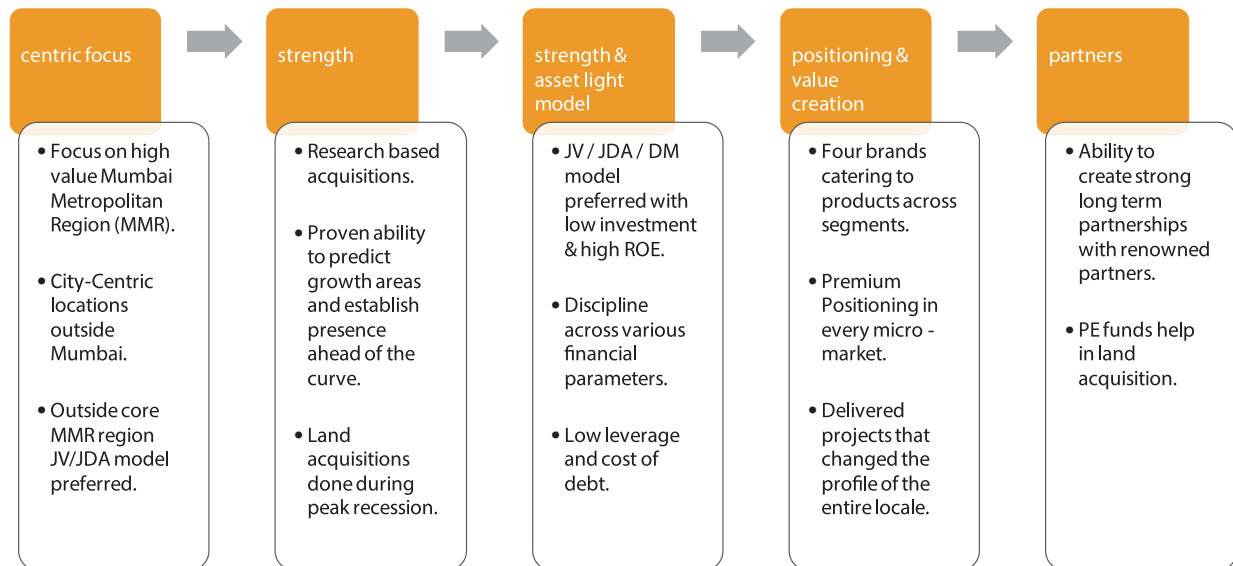 centric focus
• Focus on high
value Mumbai
Metropolitan
Region (MMR).
• City-Centric
locations
outside
Mumbai.
• Outside core
MMR region
JV/JDA model
preferred.
strength
• Research based
acquisitions.
• Proven ability
to predict
growth areas
and establish
presence
ahead of the
curve.
• Land
acquisitions
done during
peak recession.
strength &
asset light
model
• JV / JDA / DM
model
preferred with
low investment
& high ROE.
• Discipline
across various
financial
parameters.
• Low leverage
and cost of
debt.
positioning &
value
creation
• Four brands
catering to
products across
segments.
• Premium
Positioning in
every micro -
market.
• Delivered
projects that
changed the
profile of the
entire locale.
partners
• Ability to
create strong
long term
partnerships
with renowned
partners.
• PE funds help
in land
acquisition.